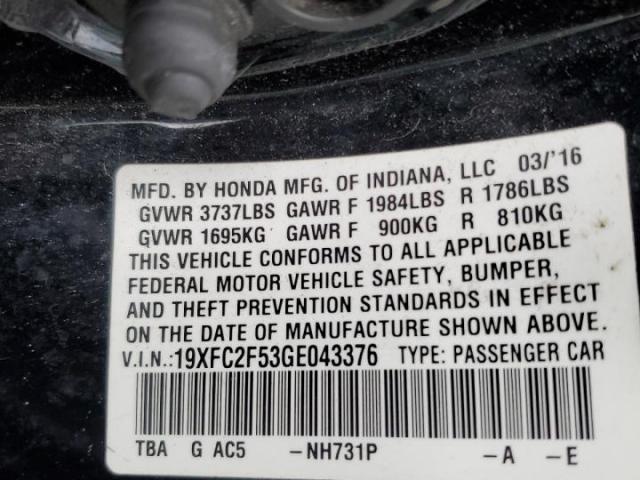 MFD. BY HONDA MFG. OF INDIANA, LLC 03/'16
GVWR 3737LBS GAWR F 1984LBS R 1786LBS
GVWR 1695KG GAWR F 900KG R 810KG
THIS VEHICLE CONFORMS TO ALL APPLICABLE
FEDERAL MOTOR VEHICLE SAFETY, BUMPER,
AND THEFT PREVENTION STANDARDS IN EFFECT
ON THE DATE OF MANUFACTURE SHOWN ABOVE.
V.I.N.:19XFC2F53GE043376 TYPE: PASSENGER CAR
TBA G AC5 -NH731P -A -E